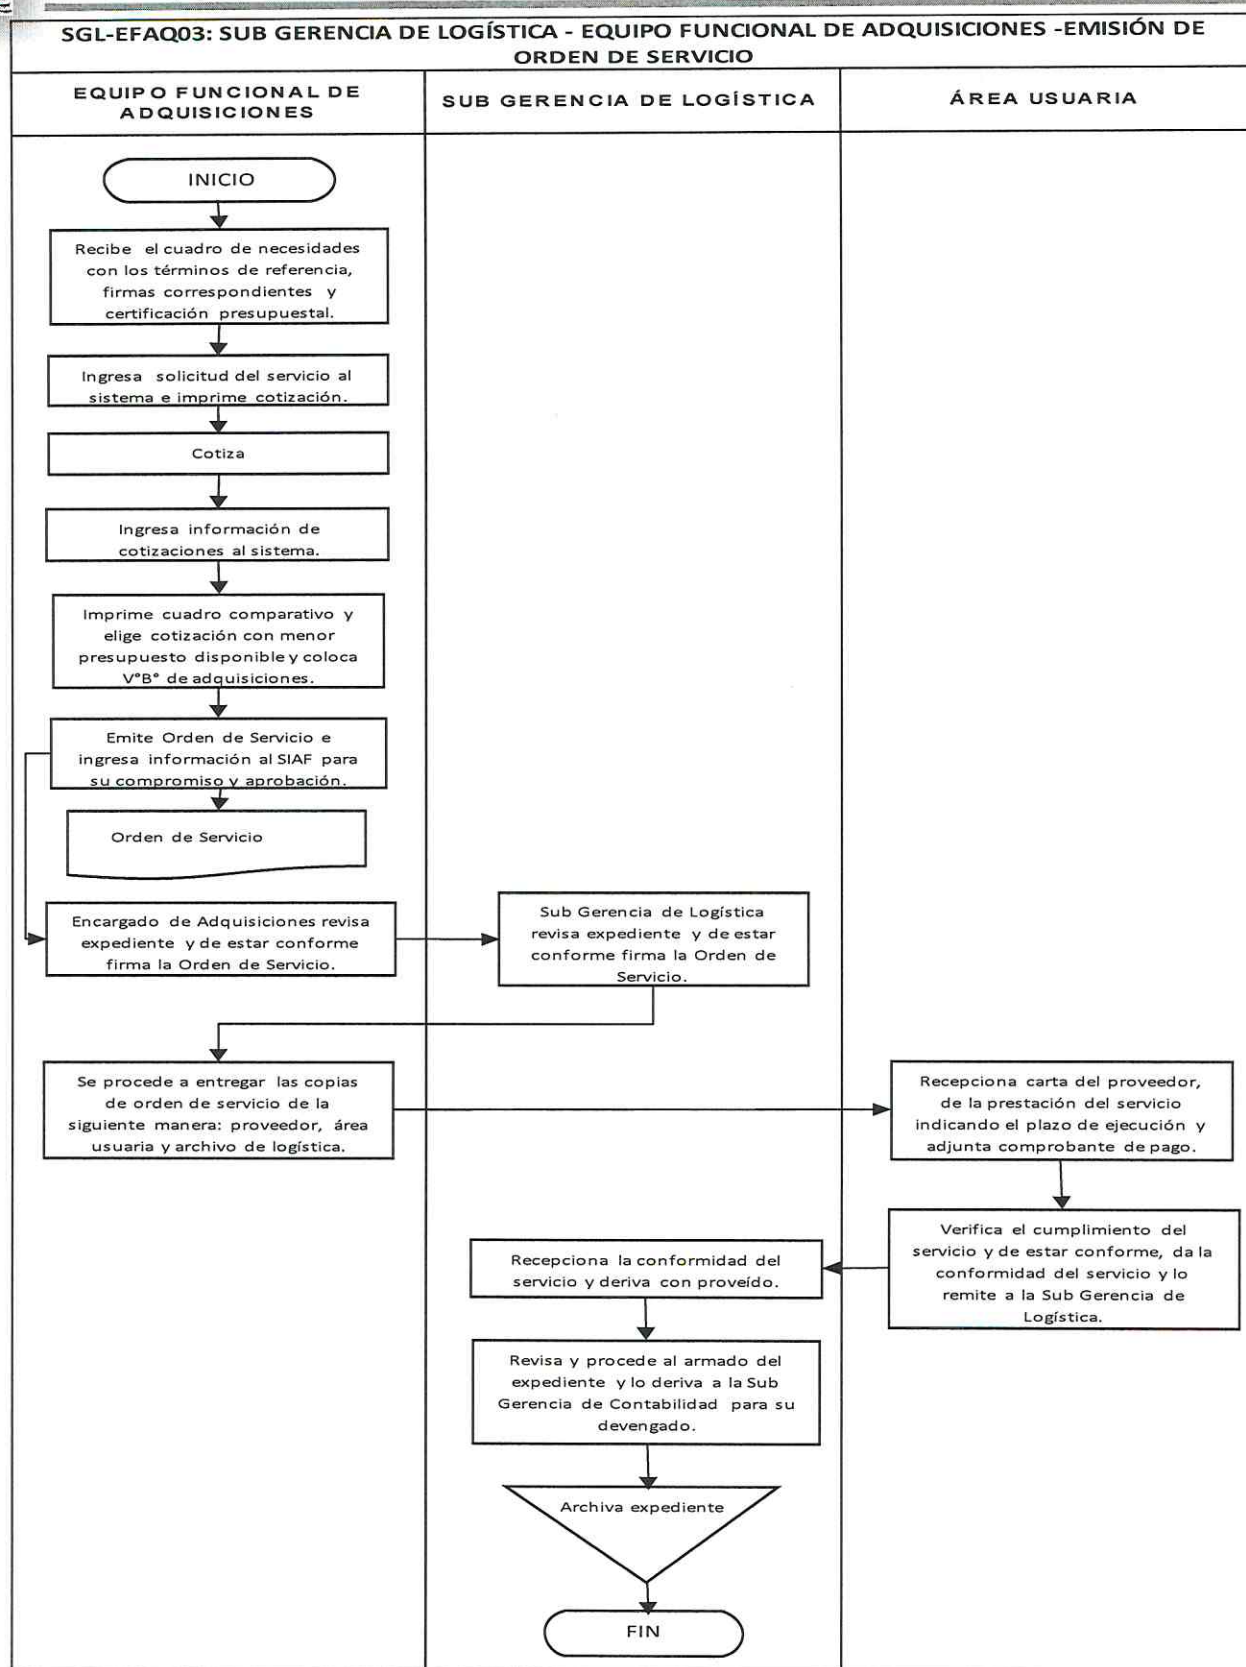 SGL-EFAQ03: SUB GERENCIA DE LOGÍSTICA - EQUIPO FUNCIONAL DE ADQUISICIONES -EMISIÓN DE
ORDEN DE SERVICIO
EQUIPO FUNCIONAL DE
ADQUISICIONES
SUB GERENCIA DE LOGÍSTICA
ÁREA USUARIA
INICIO
Recibe el cuadro de necesidades
con los términos de referencia,
firmas correspondientes y
certificación presupuestal.
Ingresa solicitud del servicio al
sistema e imprime cotización.
Cotiza
Ingresa información de
cotizaciones al sistema.
Imprime cuadro comparativo y
elige cotización con menor
presupuesto disponible y coloca
V°B° de adquisiciones.
Emite Orden de Servicio e
ingresa información al SIAF para
su compromiso y aprobación.
Orden de Servicio
Encargado de Adquisiciones revisa
expediente y de estar conforme
firma la Orden de Servicio.
Sub Gerencia de Logística
revisa expediente y de estar
conforme firma la Orden de
Servicio.
Se procede a entregar las copias
de orden de servicio de la
siguiente manera: proveedor, área
usuaria y archivo de logística.
Recepciona carta del proveedor,
de la prestación del servicio
indicando el plazo de ejecución y
adjunta comprobante de pago.
Verifica el cumplimiento del
servicio y de estar conforme, da la
conformidad del servicio y lo
remite a la Sub Gerencia de
Logística.
Recepciona la conformidad del
servicio y deriva con proveído.
Revisa y procede al armado del
expediente y lo deriva a la Sub
Gerencia de Contabilidad para su
devengado.
Archiva expediente
FIN